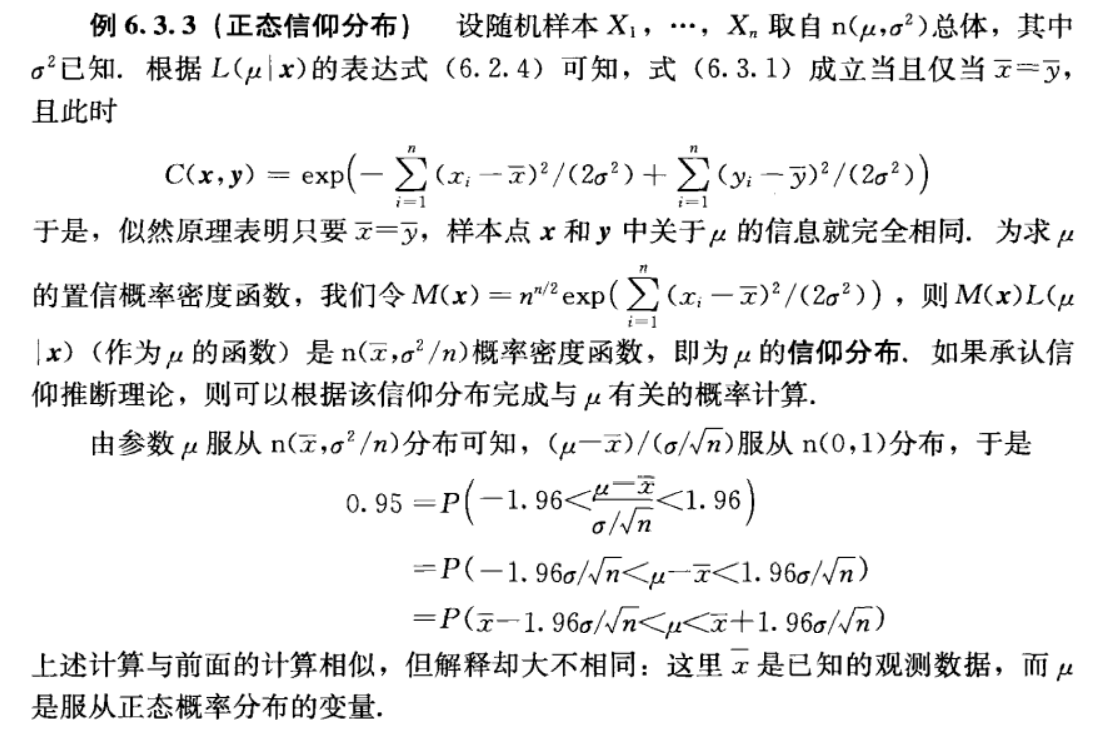 例 6.3.3 (正态信仰分布) 设随机样本 X₁, ⋯, Xₙ 取自 n(μ,σ²)总体, 其中
σ²已知. 根据 L(μ|x)的表达式 (6.2.4) 可知, 式 (6.3.1) 成立当且仅当 x̄=ȳ,
且此时
C(x,y) = exp(−∑ⁿᵢ₌₁(xᵢ−x̄)²/(2σ²)+∑ⁿᵢ₌₁(yᵢ−ȳ)²/(2σ²))
于是, 似然原理表明只要 x̄=ȳ, 样本点 x 和 y 中关于 μ 的信息就完全相同. 为求 μ
的置信概率密度函数, 我们令 M(x) = n^{n/2}exp(∑ⁿᵢ₌₁(xᵢ−x̄)²/(2σ²)), 则 M(x)L(μ
|x) (作为 μ 的函数) 是 n(x̄,σ²/n)概率密度函数, 即为 μ 的信仰分布. 如果承认信
仰推断理论, 则可以根据该信仰分布完成与 μ 有关的概率计算.
由参数 μ 服从 n(x̄,σ²/n)分布可知, (μ−x̄)/(σ/√n)服从 n(0,1)分布, 于是
0.95 =P(−1.96<(μ−x̄)/(σ/√n)<1.96)
=P(−1.96σ/√n<μ−x̄<1.96σ/√n)
=P(x̄−1.96σ/√n<μ<x̄+1.96σ/√n)
上述计算与前面的计算相似, 但解释却大不相同: 这里 x̄ 是已知的观测数据, 而 μ
是服从正态概率分布的变量.